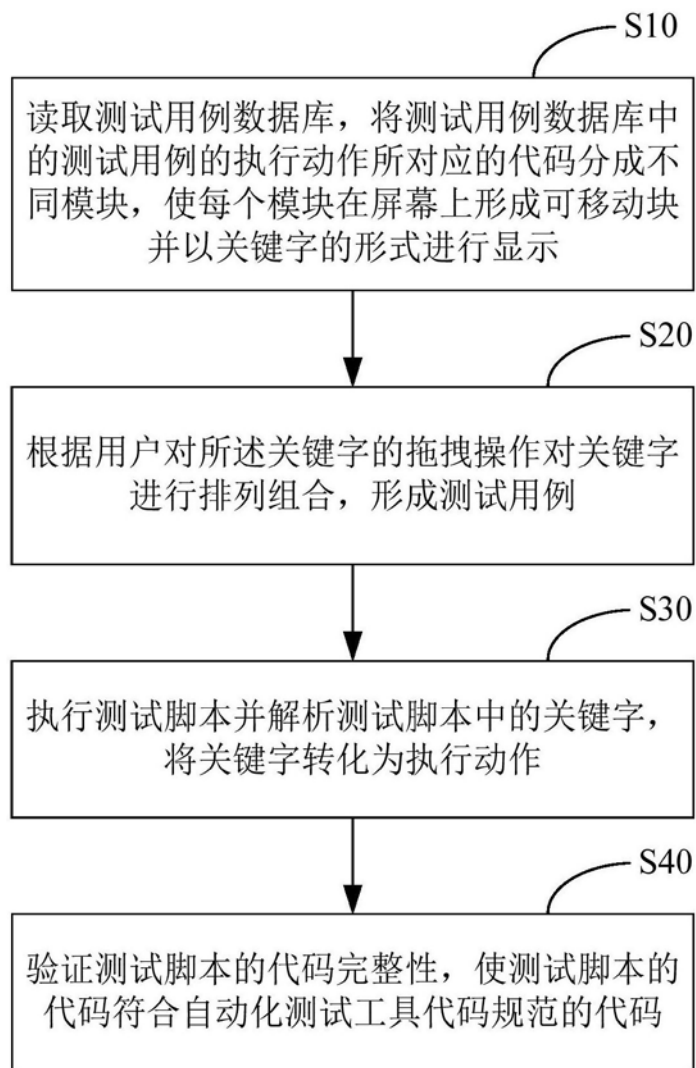 S10
读取测试用例数据库，将测试用例数据库中
的测试用例的执行动作所对应的代码分成不
同模块，使每个模块在屏幕上形成可移动块
并以关键字的形式进行显示
S20
根据用户对所述关键字的拖拽操作对关键字
进行排列组合，形成测试用例
S30
执行测试脚本并解析测试脚本中的关键字，
将关键字转化为执行动作
S40
验证测试脚本的代码完整性，使测试脚本的
代码符合自动化测试工具代码规范的代码